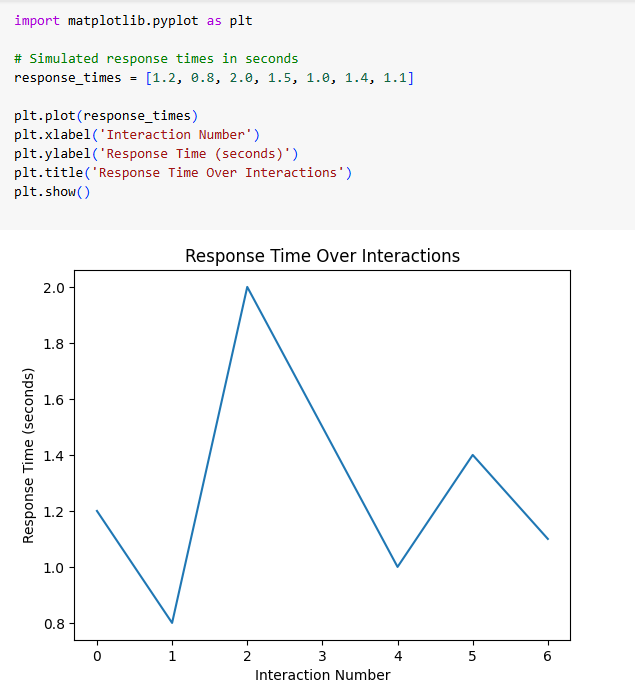 import matplotlib.pyplot as plt
# Simulated response times in seconds
response_times = [1.2, 0.8, 2.0, 1.5, 1.0, 1.4, 1.1]
plt.plot(response_times)
plt.xlabel('Interaction Number')
plt.ylabel('Response Time (seconds)')
plt.title('Response Time Over Interactions')
plt.show()
Response Time Over Interactions
Response Time (seconds)
2.0
1.8
1.6
1.4
1.2
1.0
0.8
0 1 2 3 4 5 6
Interaction Number